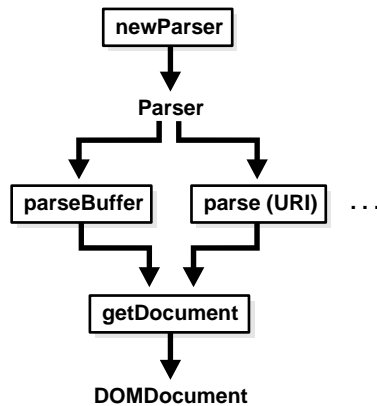 newParser
Parser
parseBuffer parse (URI) . . .
getDocument
DOMDocument